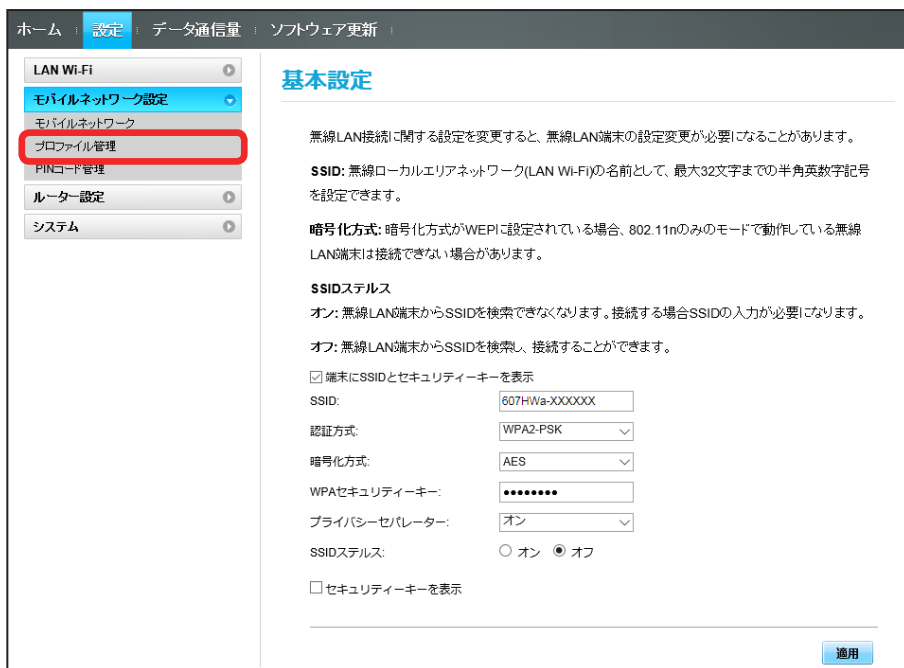 ホーム 設定 データ通信量 ソフトウェア更新
LAN Wi-Fi
モバイルネットワーク設定
モバイルネットワーク
プロファイル管理
PINコード管理
ルーター設定
システム
基本設定
無線LAN接続に関する設定を変更すると、無線LAN端末の設定変更が必要になることがあります。
SSID: 無線ローカルエリアネットワーク(LAN Wi-Fi)の名前として、最大32文字までの半角英数字記号
を設定できます。
暗号化方式: 暗号化方式がWEPに設定されている場合、802.11nのみのモードで動作している無線
LAN端末は接続できない場合があります。
SSIDステルス
オン: 無線LAN端末からSSIDを検索できなくなります。接続する場合SSIDの入力が必要になります。
オフ: 無線LAN端末からSSIDを検索し、接続することができます。
端末にSSIDとセキュリティーキーを表示
SSID: 607HWa-XXXXXX
認証方式: WPA2-PSK
暗号化方式: AES
WPAセキュリティーキー: ●●●●●●●●
プライバシーセパレーター: オン
SSIDステルス: オン オフ
セキュリティーキーを表示
適用